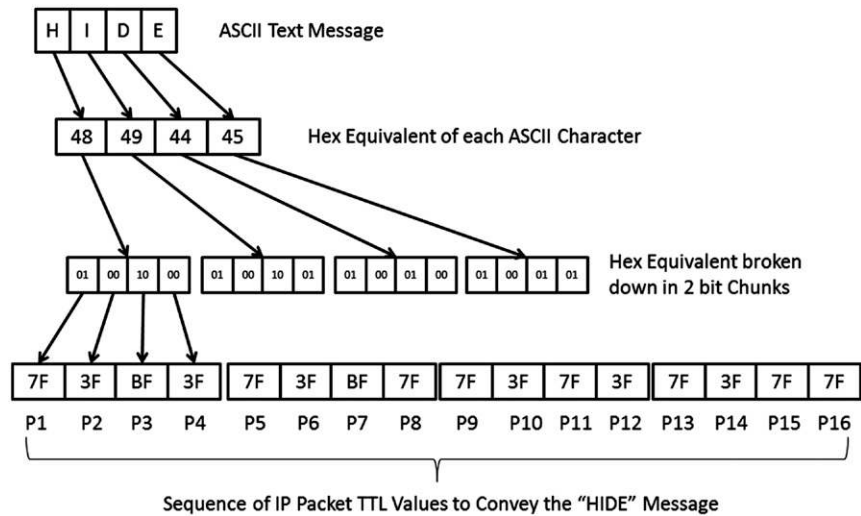 H I D E ASCII Text Message
48 49 44 45 Hex Equivalent of each ASCII Character
01 00 10 00 01 00 10 01 01 00 01 00 01 00 01 01 Hex Equivalent broken
down in 2 bit Chunks
7F 3F BF 3F 7F 3F BF 7F 7F 3F 7F 3F 7F 3F 7F 7F
P1 P2 P3 P4 P5 P6 P7 P8 P9 P10 P11 P12 P13 P14 P15 P16
Sequence of IP Packet TTL Values to Convey the “HIDE” Message